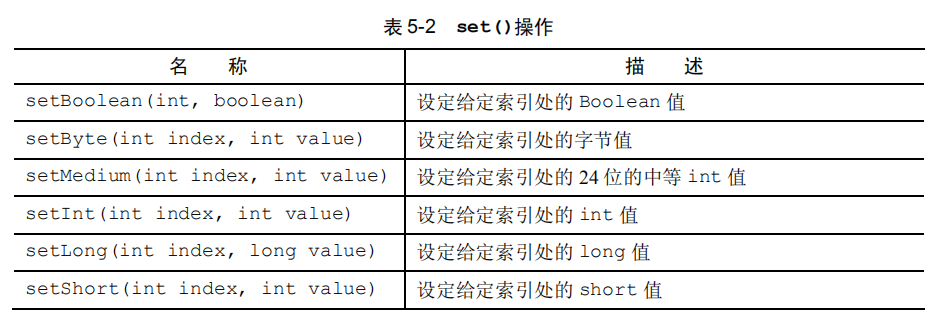 表 5-2 set()操作
名 称 描 述
setBoolean(int, boolean) 设定给定索引处的 Boolean 值
setByte(int index, int value) 设定给定索引处的字节值
setMedium(int index, int value) 设定给定索引处的 24 位的中等 int 值
setInt(int index, int value) 设定给定索引处的 int 值
setLong(int index, long value) 设定给定索引处的 long 值
setShort(int index, int value) 设定给定索引处的 short 值